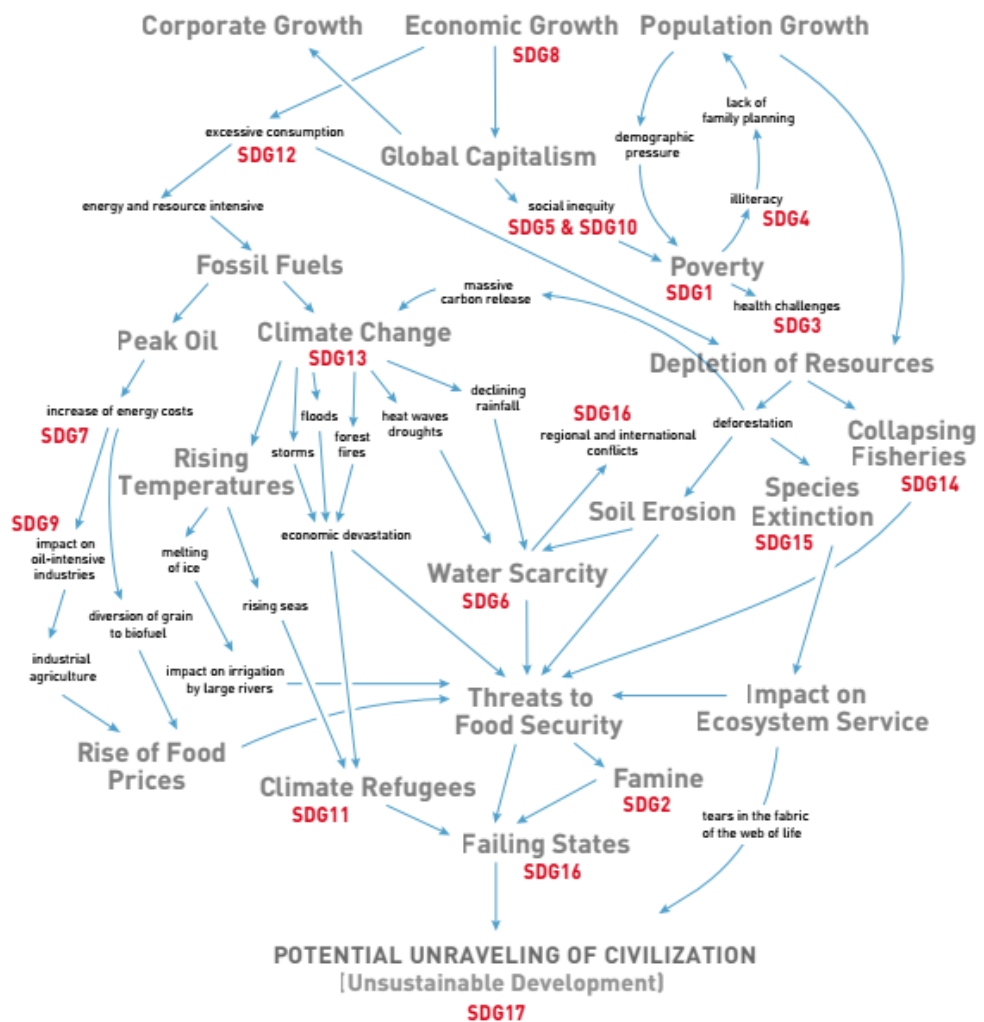 Corporate Growth
Economic Growth
Population Growth
SDG8
lack of
family planning
excessive consumption
SDG12
demographic
pressure
Global Capitalism
energy and resource intensive
social inequity
SDG5 & SDG10
illiteracy
SDG4
Fossil Fuels
Poverty
SDG1
massive
carbon release
health challenges
SDG3
Peak Oil
Climate Change
SDG13
Depletion of Resources
increase of energy costs
SDG7
floods
forest
fires
storms
heat waves
droughts
declining
rainfall
SDG16
regional and international
conflicts
deforestation
Collapsing
Fisheries
SDG14
Rising
Temperatures
Species
Extinction
SDG15
Soil Erosion
SDG9
impact on
oil-intensive
industries
melting
of ice
economic devastation
Water Scarcity
SDG6
diversion of grain
to biofuel
rising seas
industrial
agriculture
impact on irrigation
by large rivers
Threats to
Food Security
Impact on
Ecosystem Service
Rise of Food
Prices
Climate Refugees
SDG11
Famine
SDG2
tears in the fabric
of the web of life
Failing States
SDG16
POTENTIAL UNRAVELING OF CIVILIZATION
(Unsustainable Development)
SDG17